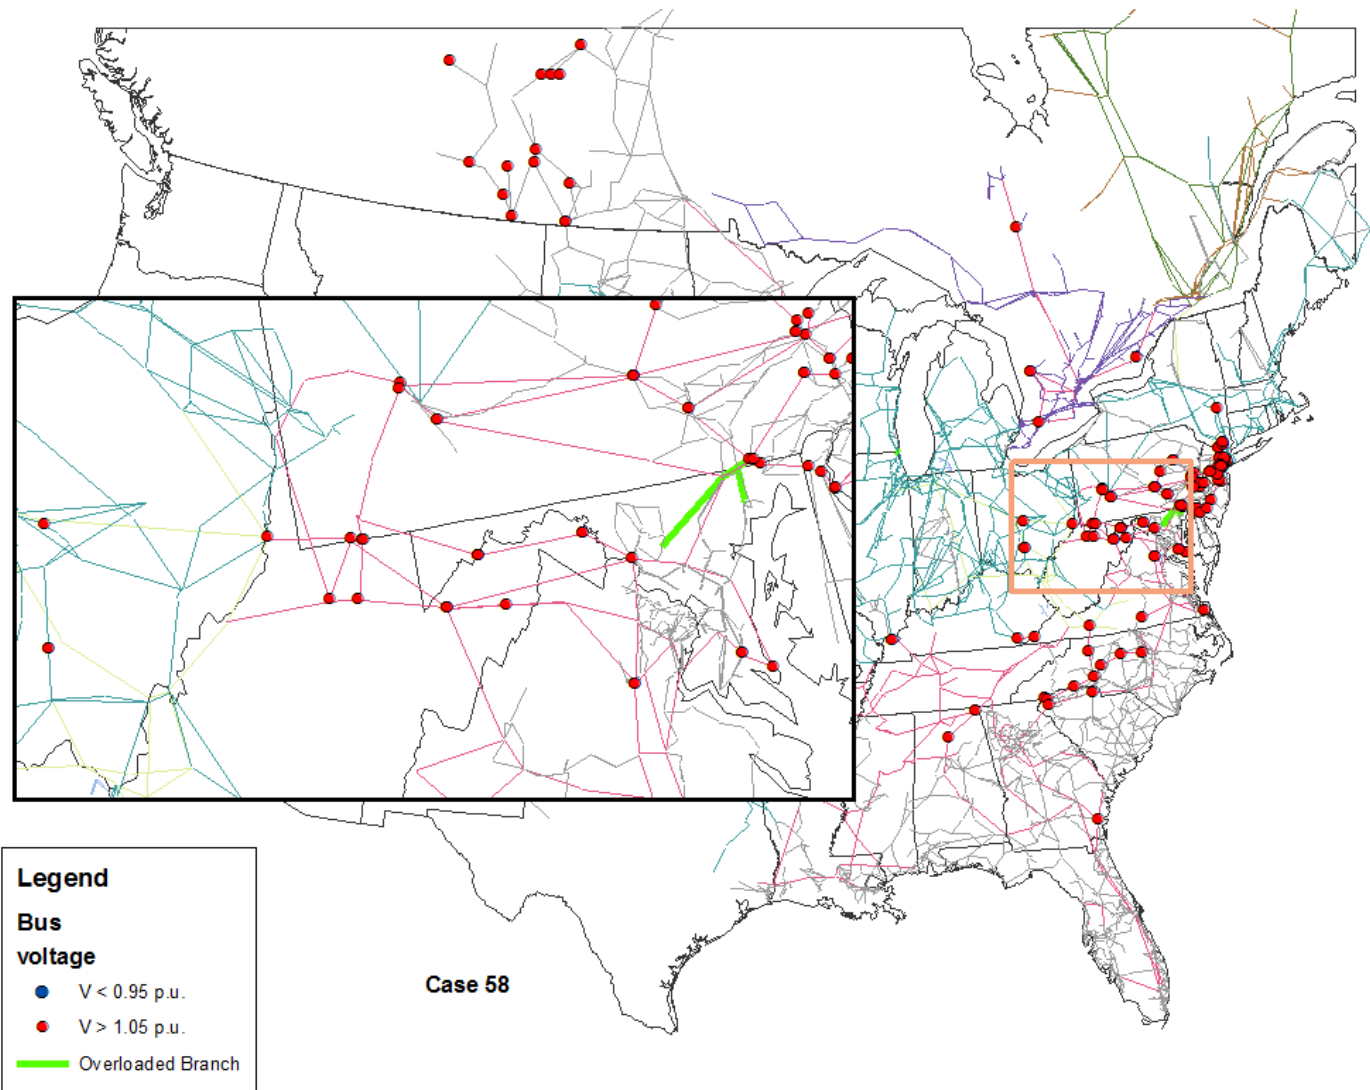 Legend
Bus
voltage
V < 0.95 p.u.
V > 1.05 p.u.
Overloaded Branch
Case 58